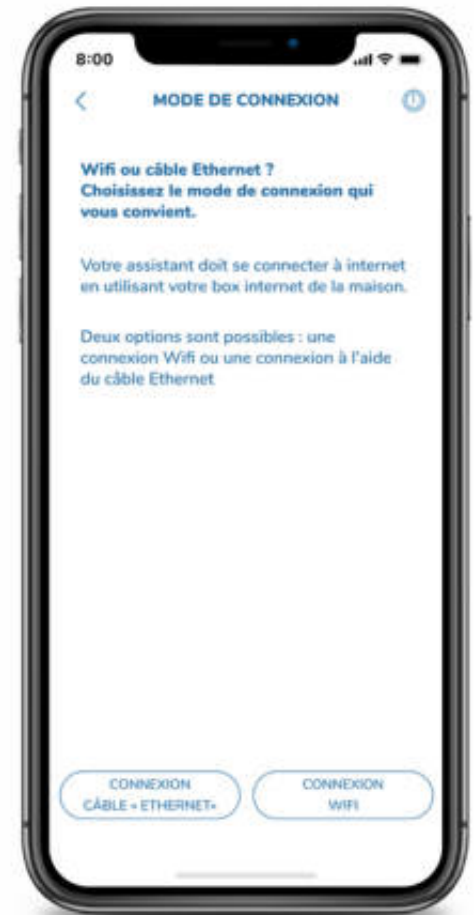 8:00
MODE DE CONNEXION
Wifi ou câble Ethernet ?
Choisissez le mode de connexion qui
vous convient.
Votre assistant doit se connecter à internet
en utilisant votre box internet de la maison.
Deux options sont possibles : une
connexion Wifi ou une connexion à l'aide
du câble Ethernet
CONNEXION
CÂBLE « ETHERNET»
CONNEXION
WIFI